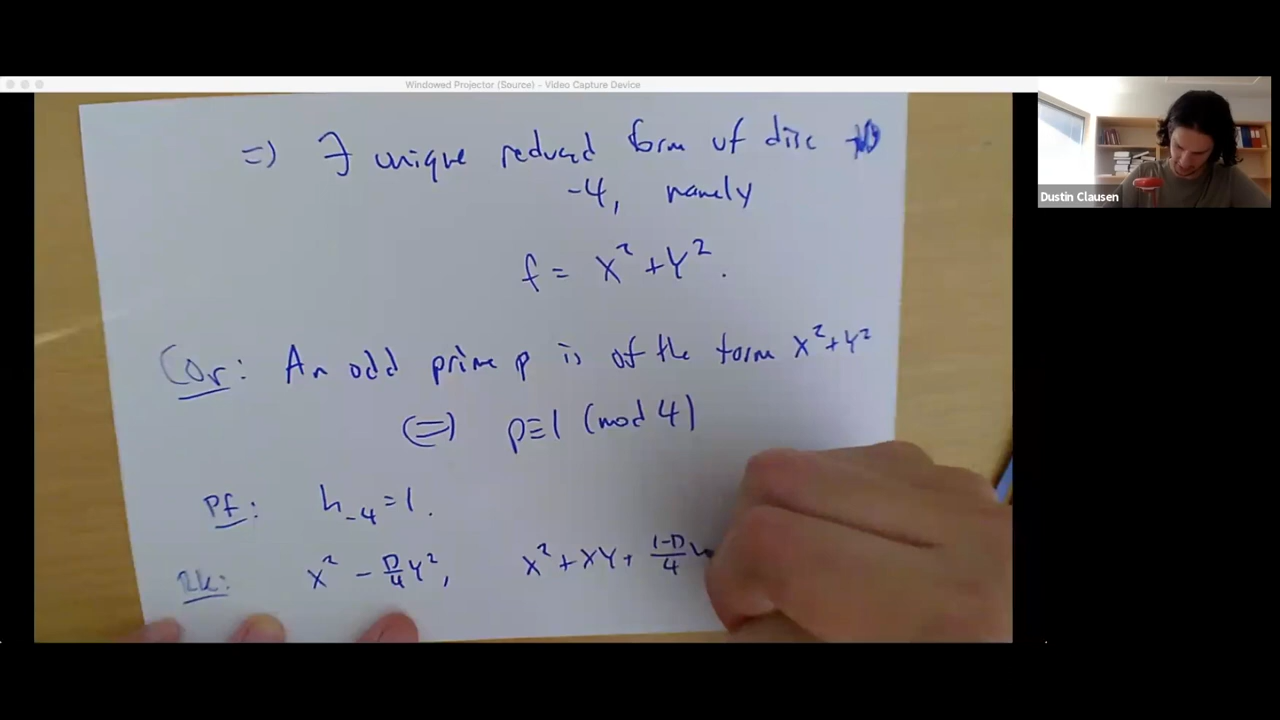 Windowed Projector (Source) - Video Capture Device
=> ∃ unique reduced form of disc
-4, namely
f = X² + Y².
Cor: An odd prime p is of the form X²+Y²
(=) p≡1 (mod 4)
Pf: h₋₄ = 1.
Rk: X² - D/4 Y², X² + XY + (1-D)/4
Dustin Clausen